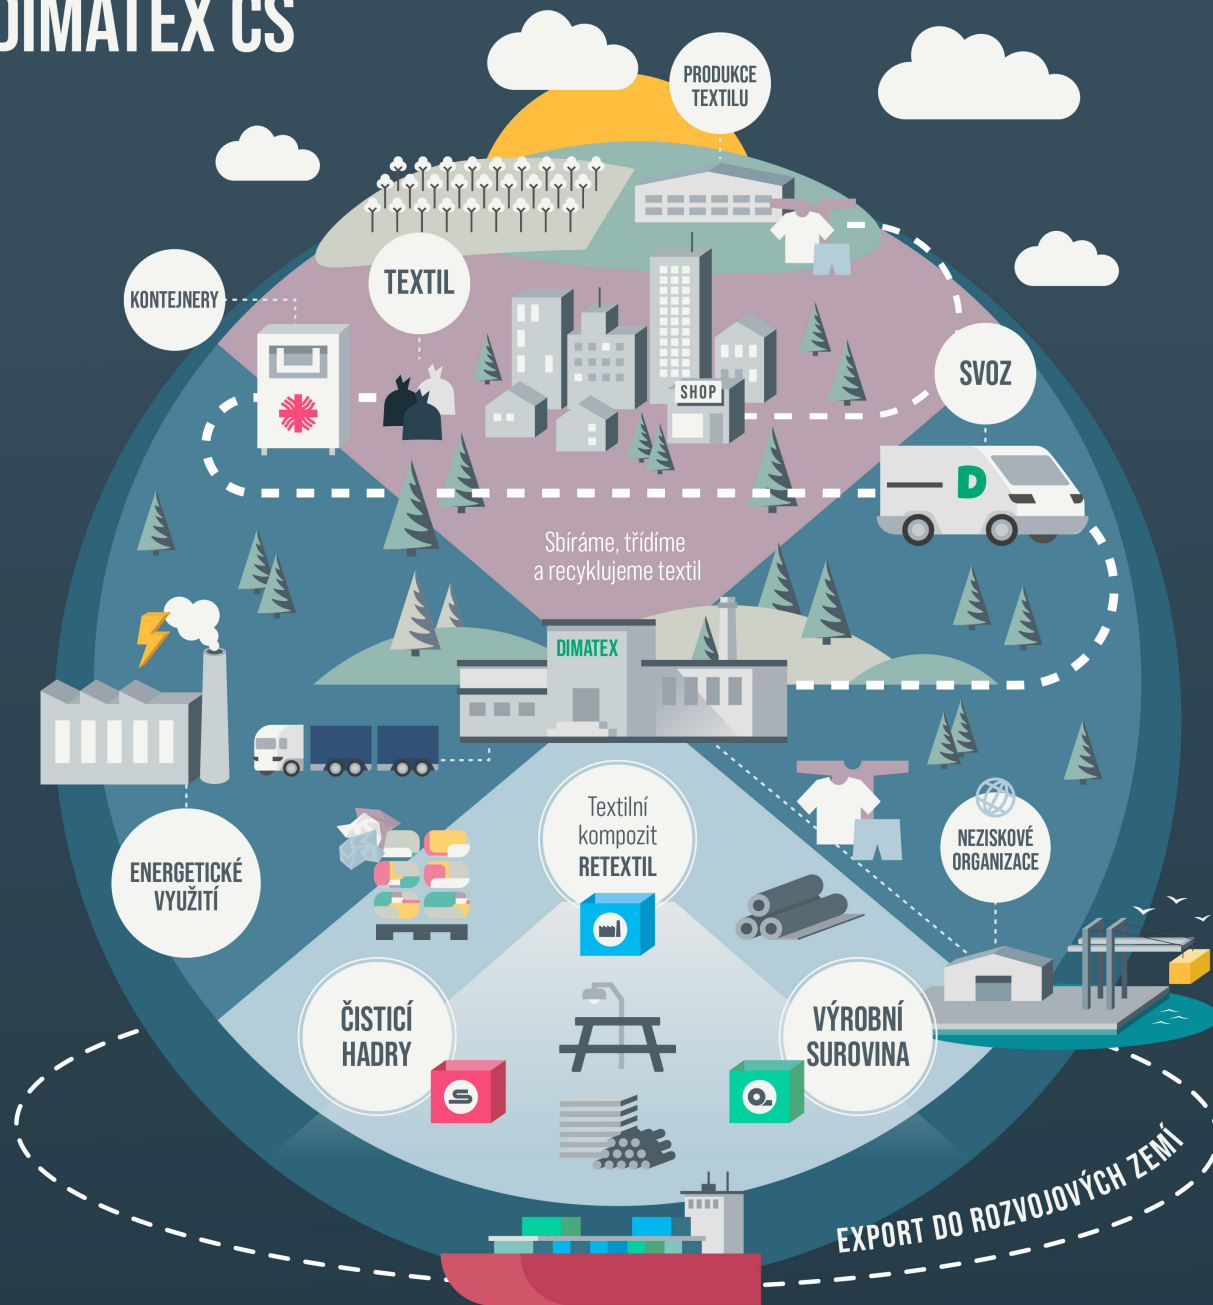 DIMATEX CS
PRODUKCE
TEXTILU
KONTEJNERY
TEXTIL
SVOZ
SHOP
D
Sbíráme, třídíme
a recyklujeme textil
DIMATEX
Textilní
kompozit
RETEXTIL
NEZISKOVÉ
ORGANIZACE
ENERGETICKÉ
VYUŽITÍ
ČISTICÍ
HADRY
VÝROBNÍ
SUROVINA
EXPORT DO ROZVOJOVÝCH ZEMÍ